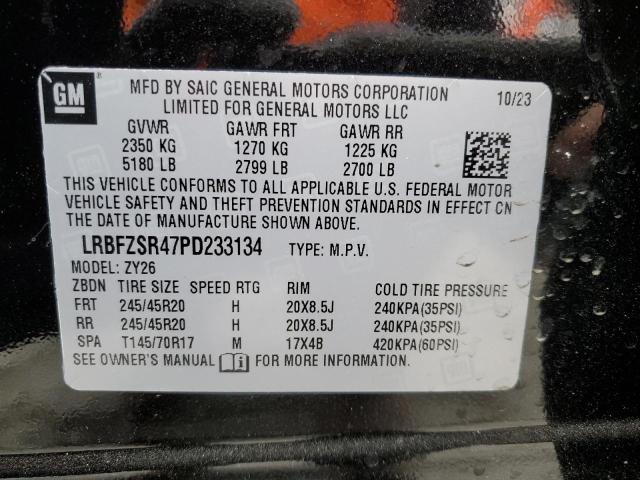 GM ®
MFD BY SAIC GENERAL MOTORS CORPORATION
LIMITED FOR GENERAL MOTORS LLC
10/23
GVWR GAWR FRT GAWR RR
2350 KG 1270 KG 1225 KG
5180 LB 2799 LB 2700 LB
THIS VEHICLE CONFORMS TO ALL APPLICABLE U.S. FEDERAL MOTOR
VEHICLE SAFETY AND THEFT PREVENTION STANDARDS IN EFFECT ON
THE DATE OF MANUFACTURE SHOWN ABOVE.
LRBFZSR47PD233134 TYPE: M.P.V.
MODEL: ZY26
ZBDN TIRE SIZE SPEED RTG RIM COLD TIRE PRESSURE
FRT 245/45R20 H 20X8.5J 240KPA(35PSI)
RR 245/45R20 H 20X8.5J 240KPA(35PSI)
SPA T145/70R17 M 17X4B 420KPA(60PSI)
SEE OWNER'S MANUAL i FOR MORE INFORMATION.